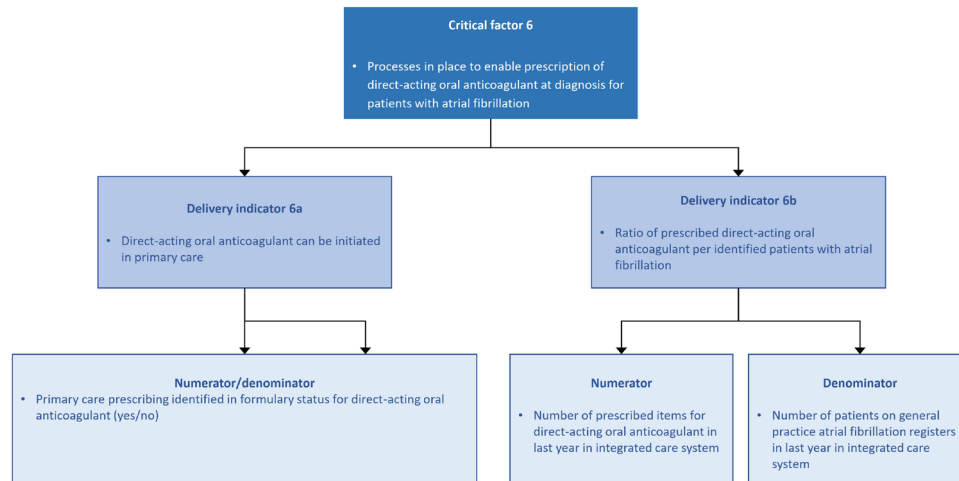 Critical factor 6
• Processes in place to enable prescription of
direct-acting oral anticoagulant at diagnosis for
patients with atrial fibrillation
Delivery indicator 6a
• Direct-acting oral anticoagulant can be initiated
in primary care
Delivery indicator 6b
• Ratio of prescribed direct-acting oral
anticoagulant per identified patients with atrial
fibrillation
Numerator/denominator
• Primary care prescribing identified in formulary status for direct-acting oral
anticoagulant (yes/no)
Numerator
• Number of prescribed items for
direct-acting oral anticoagulant in
last year in integrated care system
Denominator
• Number of patients on general
practice atrial fibrillation registers
in last year in integrated care
system